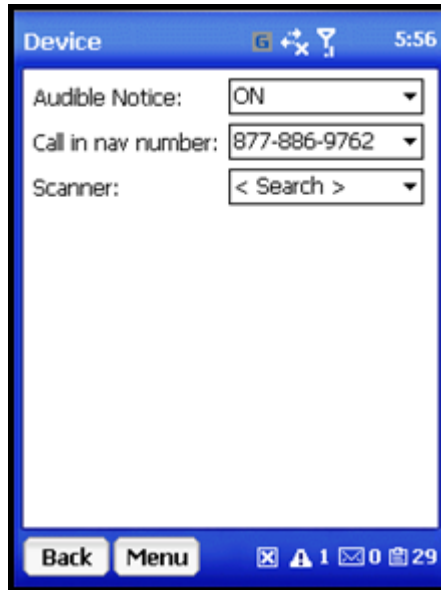 Device G 5:56
Audible Notice: ON
Call in nav number: 877-886-9762
Scanner: < Search >
Back Menu 1 0 29